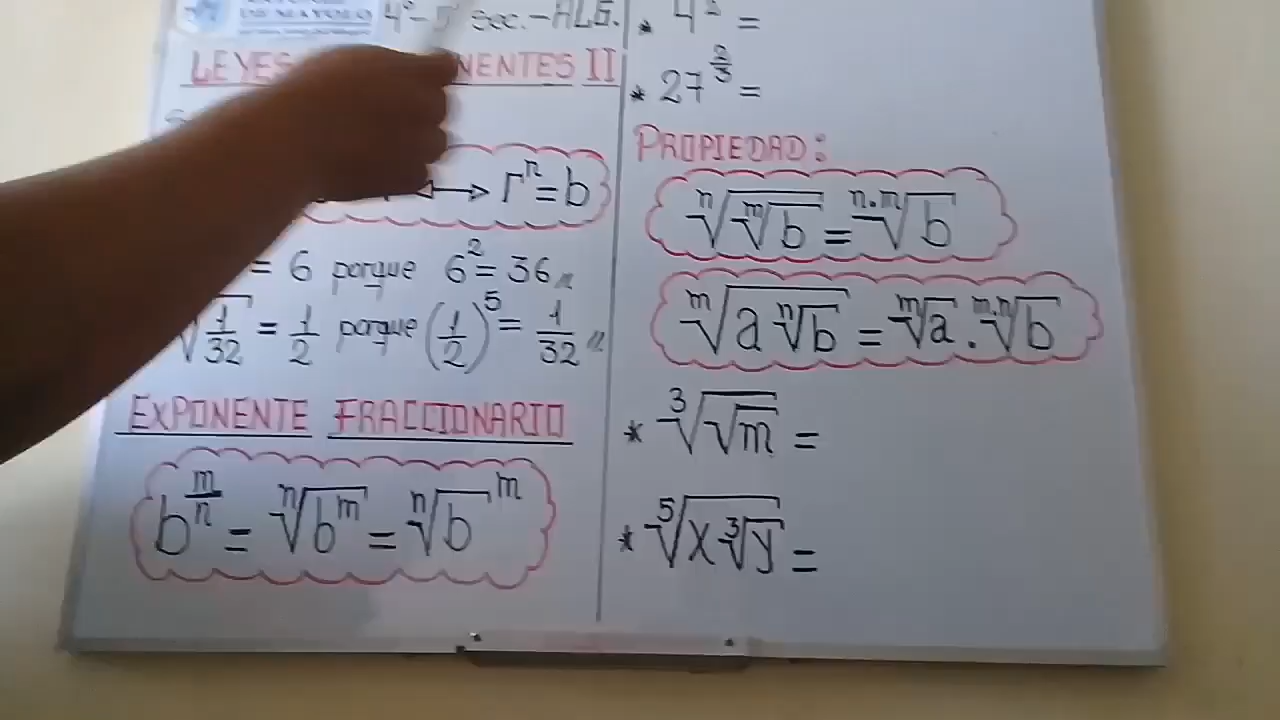 4° - 5° Sec. - ALG.
LEYES NENTES II
rⁿ = b
= 6 porque 6² = 36 //
√1/32 = 1/2 porque (1/2)⁵ = 1/32 //
EXPONENTE FRACCIONARIO
b^(m/n) = ⁿ√(bᵐ) = ⁿ√b ᵐ
* 27^(2/3) =
PROPIEDAD:
ⁿ√(ᵐ√b) = ⁿ·ᵐ√b
ᵐ√(a ⁿ√b) = ᵐ√a . ᵐ·ⁿ√b
* ³√(√m) =
* ⁵√(x ³√y) =